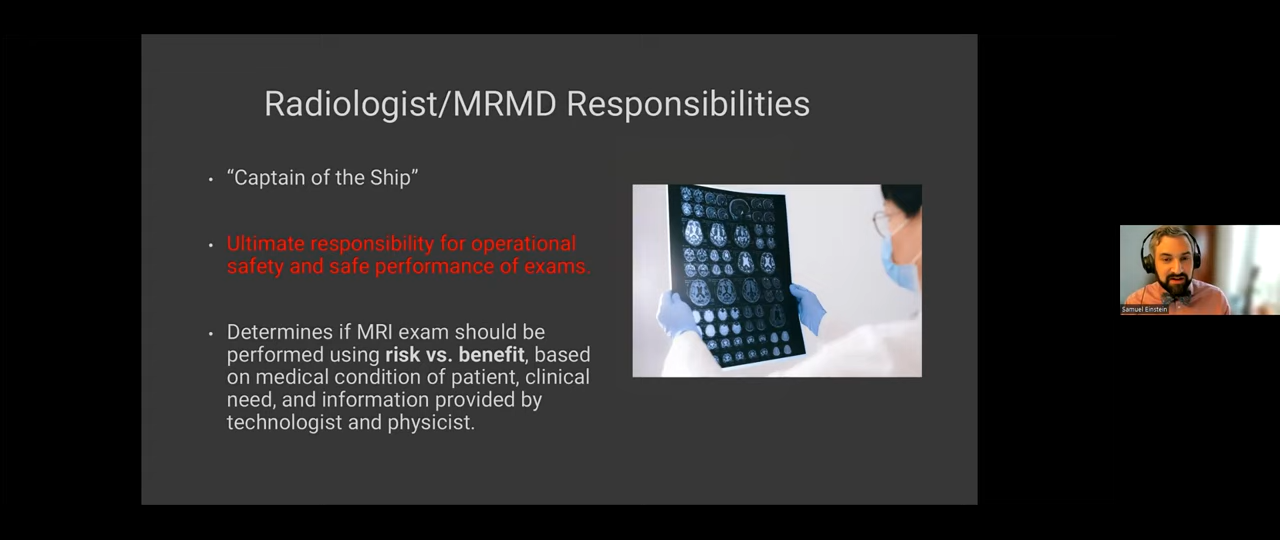 Radiologist/MRMD Responsibilities
• “Captain of the Ship”
• Ultimate responsibility for operational
safety and safe performance of exams.
• Determines if MRI exam should be
performed using risk vs. benefit, based
on medical condition of patient, clinical
need, and information provided by
technologist and physicist.
Samuel Einstein